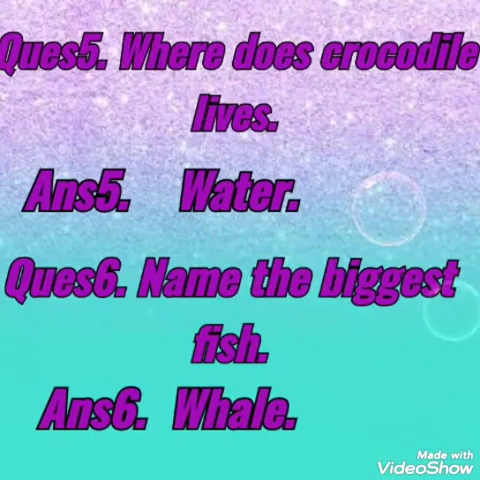 Ques5. Where does crocodile
lives.
Ans5. Water.
Ques6. Name the biggest
fish.
Ans6. Whale.
Made with
VideoShow